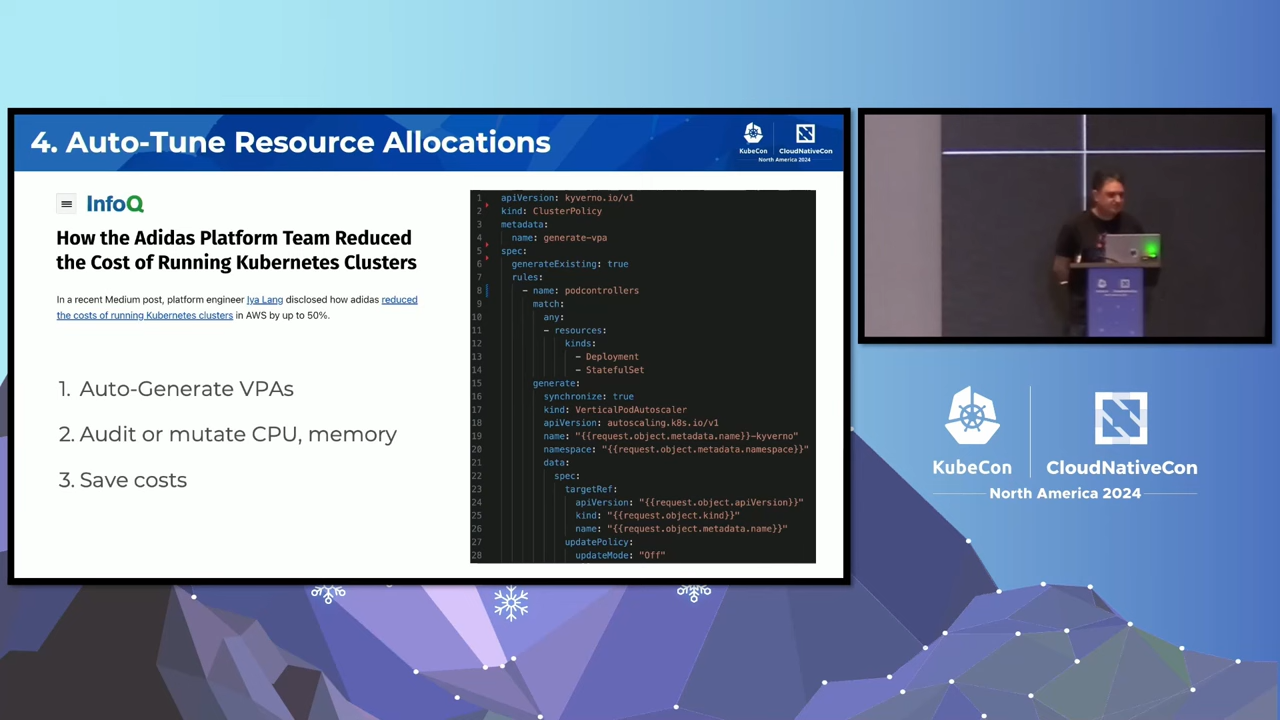 4. Auto-Tune Resource Allocations
KubeCon
CloudNativeCon
North America 2024
InfoQ
How the Adidas Platform Team Reduced
the Cost of Running Kubernetes Clusters
In a recent Medium post, platform engineer Iya Lang disclosed how adidas reduced
the costs of running Kubernetes clusters in AWS by up to 50%.
1. Auto-Generate VPAs
2. Audit or mutate CPU, memory
3. Save costs
1 apiVersion: kyverno.io/v1
2 kind: ClusterPolicy
3 metadata:
4 name: generate-vpa
5 spec:
6 generateExisting: true
7 rules:
8 - name: podcontrollers
9 match:
10 any:
11 - resources:
12 kinds:
13 - Deployment
14 - StatefulSet
15 generate:
16 synchronize: true
17 kind: VerticalPodAutoscaler
18 apiVersion: autoscaling.k8s.io/v1
19 name: "{{request.object.metadata.name}}-kyverno"
20 namespace: "{{request.object.metadata.namespace}}"
21 data:
22 spec:
23 targetRef:
24 apiVersion: "{{request.object.apiVersion}}"
25 kind: "{{request.object.kind}}"
26 name: "{{request.object.metadata.name}}"
27 updatePolicy:
28 updateMode: "Off"
KubeCon
CloudNativeCon
North America 2024